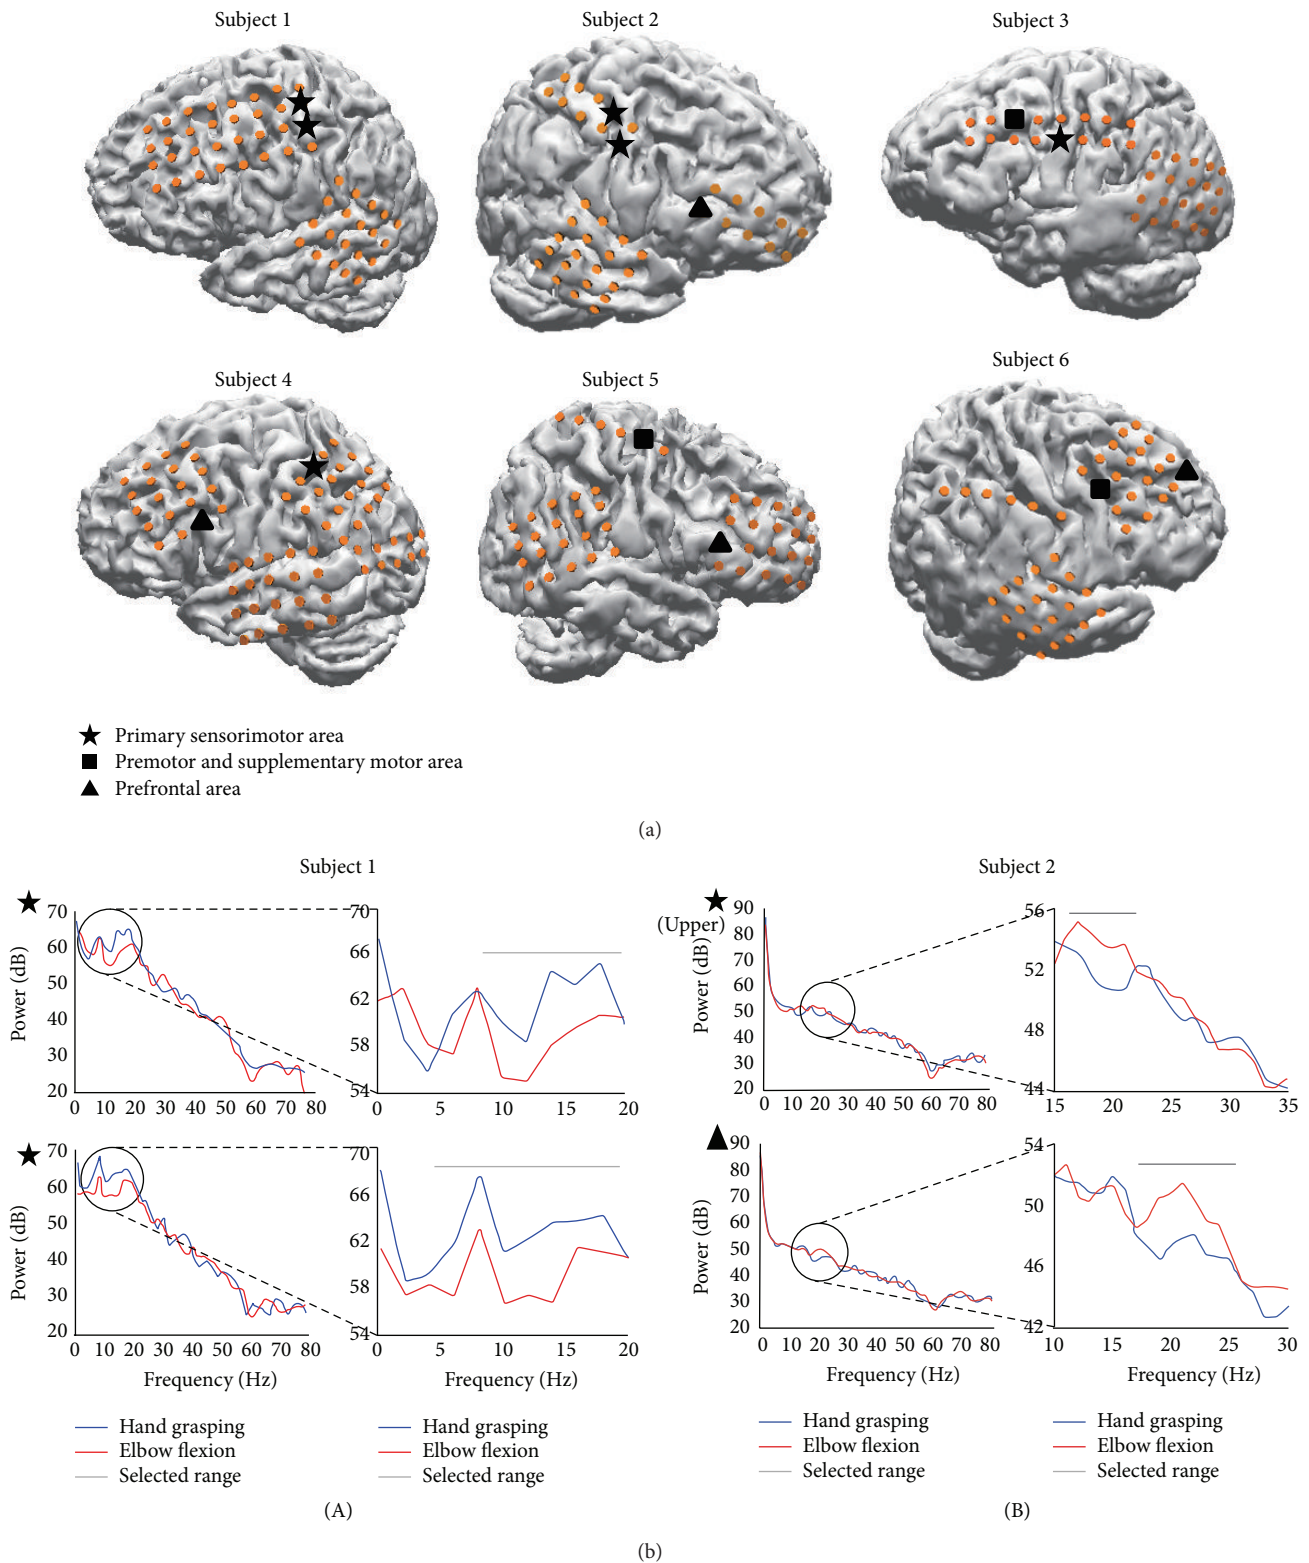 Subject 1
Subject 2
Subject 3
Subject 4
Subject 5
Subject 6
Primary sensorimotor area
Premotor and supplementary motor area
Prefrontal area
(a)
Subject 1
Subject 2
Power (dB)
70
60
50
40
30
20
0 10 20 30 40 50 60 70 80
70
66
62
58
54
0 5 10 15 20
(Upper)
Power (dB)
90
80
70
60
50
40
30
20
0 10 20 30 40 50 60 70 80
56
52
48
44
15 20 25 30 35
Power (dB)
70
60
50
40
30
20
0 10 20 30 40 50 60 70 80
Frequency (Hz)
70
66
62
58
54
0 5 10 15 20
Frequency (Hz)
Power (dB)
90
80
70
60
50
40
30
20
0 10 20 30 40 50 60 70 80
Frequency (Hz)
54
50
46
42
10 15 20 25 30
Frequency (Hz)
Hand grasping
Elbow flexion
Selected range
Hand grasping
Elbow flexion
Selected range
Hand grasping
Elbow flexion
Selected range
Hand grasping
Elbow flexion
Selected range
(A)
(B)
(b)